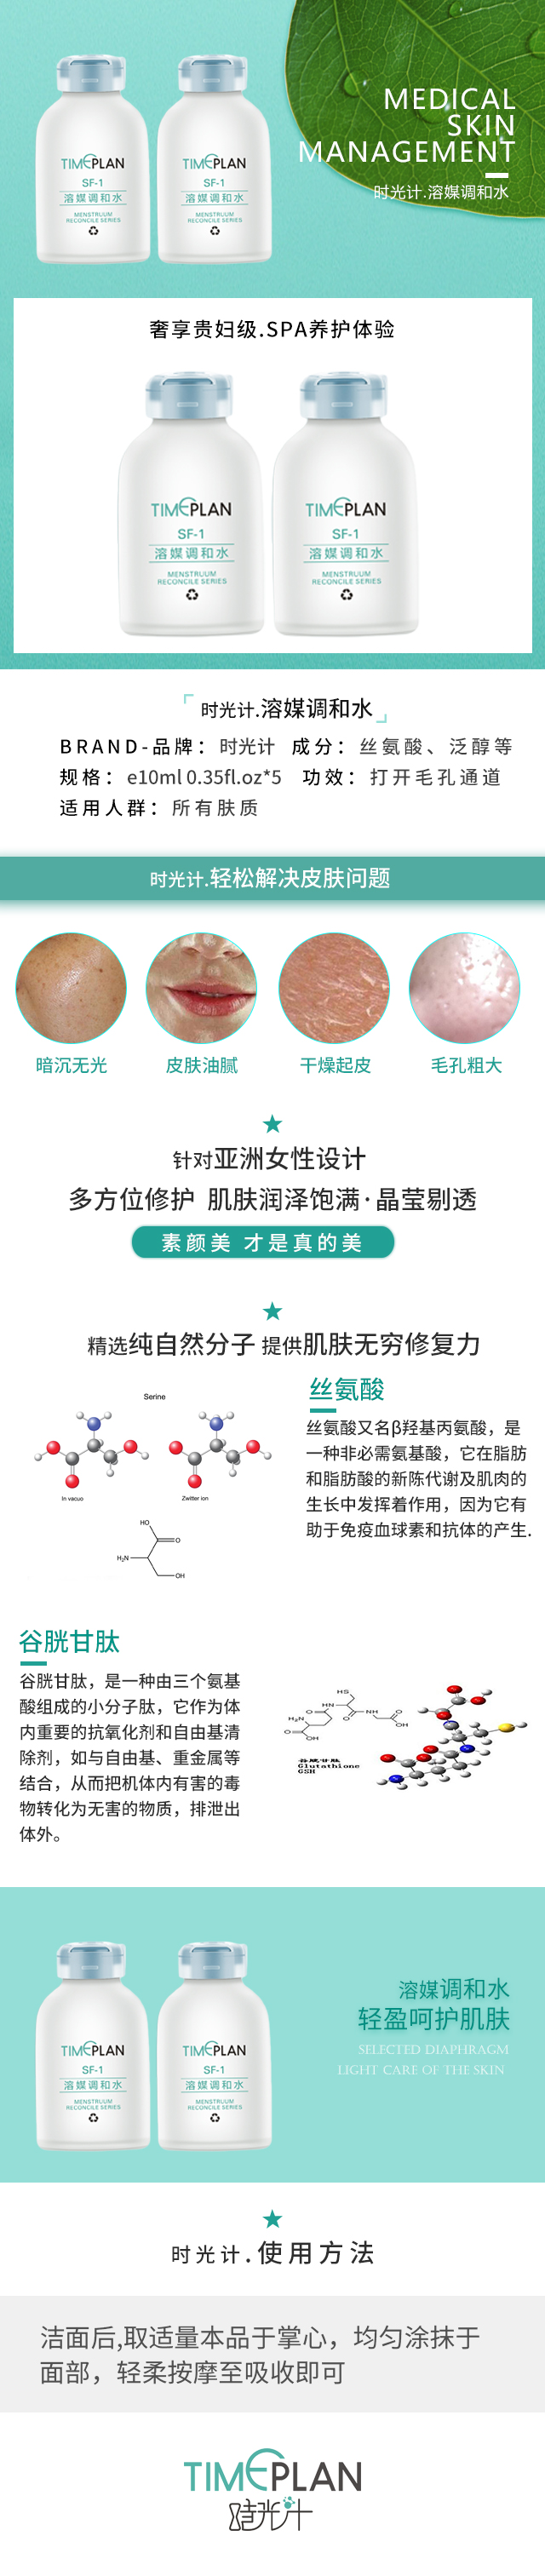 TIMEPLAN
SF-1
溶媒调和水
MENSTRUUM
RECONCILE SERIES
TIMEPLAN
SF-1
溶媒调和水
MENSTRUUM
RECONCILE SERIES
MEDICAL
SKIN
MANAGEMENT
时光计.溶媒调和水
奢享贵妇级.SPA养护体验
TIMEPLAN
SF-1
溶媒调和水
MENSTRUUM
RECONCILE SERIES
TIMEPLAN
SF-1
溶媒调和水
MENSTRUUM
RECONCILE SERIES
「时光计.溶媒调和水」
BRAND-品牌：时光计 成分：丝氨酸、泛醇等
规格：e10ml 0.35fl.oz*5 功效：打开毛孔通道
适用人群：所有肤质
时光计.轻松解决皮肤问题
暗沉无光 皮肤油腻 干燥起皮 毛孔粗大
针对亚洲女性设计
多方位修护 肌肤润泽饱满·晶莹剔透
素颜美 才是真的美
精选纯自然分子 提供肌肤无穷修复力
Serine
In vacuo
Zwitter ion
HO
O
H₂N
OH
丝氨酸
丝氨酸又名β羟基丙氨酸，是
一种非必需氨基酸，它在脂肪
和脂肪酸的新陈代谢及肌肉的
生长中发挥着作用，因为它有
助于免疫血球素和抗体的产生.
谷胱甘肽
谷胱甘肽，是一种由三个氨基
酸组成的小分子肽，它作为体
内重要的抗氧化剂和自由基清
除剂，如与自由基、重金属等
结合，从而把机体内有害的毒
物转化为无害的物质，排泄出
体外。
HS
O
HN
NH
O
H₂N
O
O
OH
OH
谷胱甘肽
Glutathione
GSH
TIMEPLAN
SF-1
溶媒调和水
MENSTRUUM
RECONCILE SERIES
TIMEPLAN
SF-1
溶媒调和水
MENSTRUUM
RECONCILE SERIES
溶媒调和水
轻盈呵护肌肤
SELECTED DIAPHRAGM
LIGHT CARE OF THE SKIN
时光计.使用方法
洁面后,取适量本品于掌心，均匀涂抹于
面部，轻柔按摩至吸收即可
TIMEPLAN
时光计